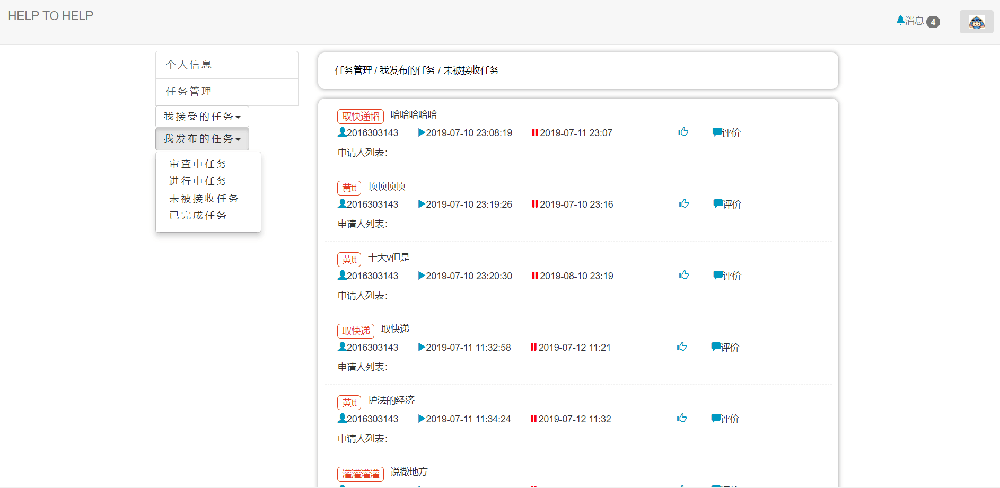 HELP TO HELP
消息 4
个人信息
任务管理
我接受的任务
我发布的任务
审查中任务
进行中任务
未被接收任务
已完成任务
任务管理 / 我发布的任务 / 未被接收任务
取快递韬 哈哈哈哈哈
2016303143 2019-07-10 23:08:19 2019-07-11 23:07 评价
申请人列表：
黄tt 顶顶顶顶
2016303143 2019-07-10 23:19:26 2019-07-10 23:16 评价
申请人列表：
黄tt 十大v但是
2016303143 2019-07-10 23:20:30 2019-08-10 23:19 评价
申请人列表：
取快递 取快递
2016303143 2019-07-11 11:32:58 2019-07-12 11:21 评价
申请人列表：
黄tt 护法的经济
2016303143 2019-07-11 11:34:24 2019-07-12 11:32 评价
申请人列表：
灌灌灌灌 说撒地方